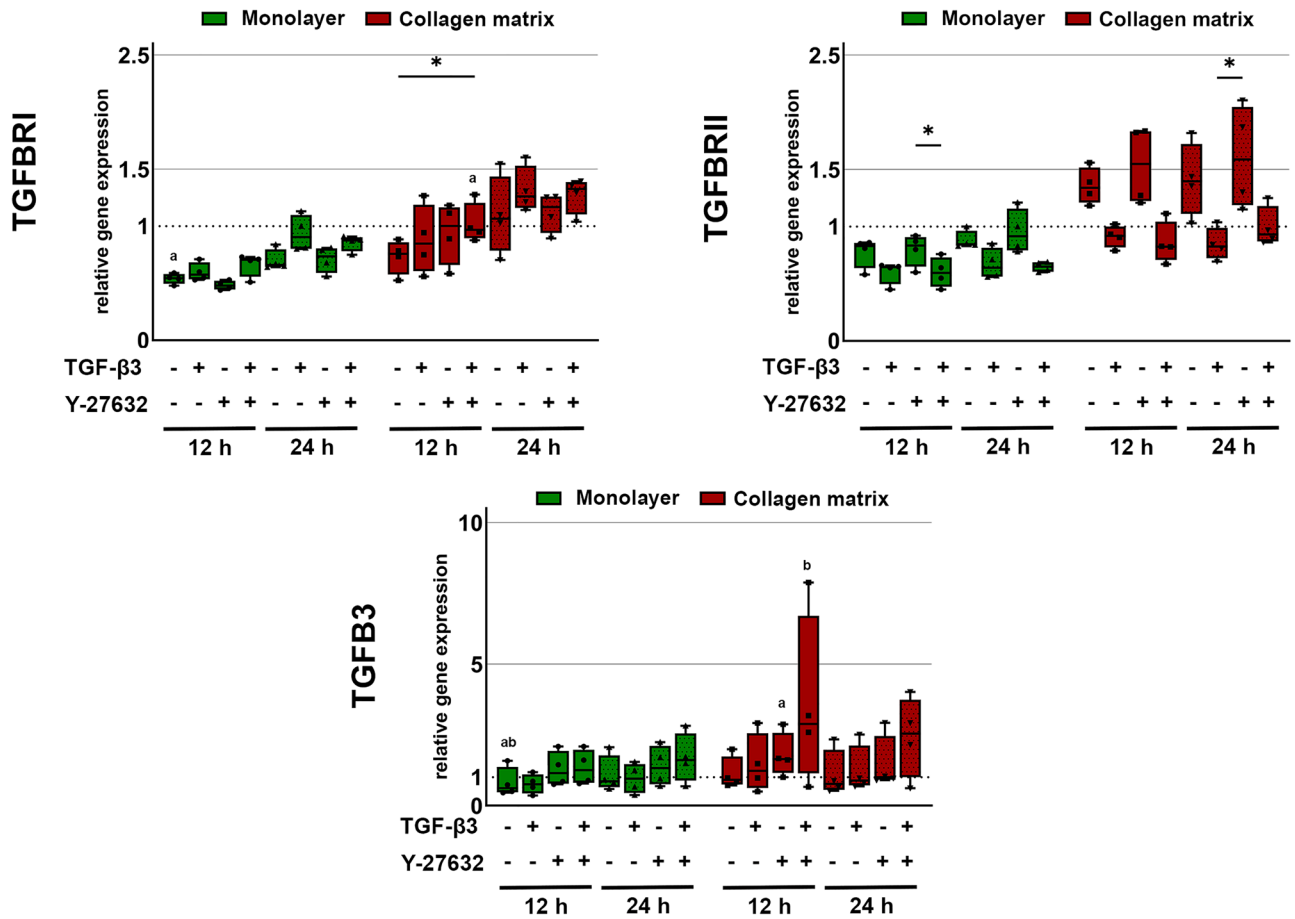 Monolayer Collagen matrix
TGFBRI
relative gene expression
2.5
1.5
1
0
*
a
a
TGF-β3 - + - + - + - + - + - + - + - +
Y-27632 - - + + - - + + - - + + - - + +
12 h 24 h 12 h 24 h
Monolayer Collagen matrix
TGFBRII
relative gene expression
2.5
1.5
1
0
*
*
TGF-β3 - + - + - + - + - + - + - + - +
Y-27632 - - + + - - + + - - + + - - + +
12 h 24 h 12 h 24 h
Monolayer Collagen matrix
TGFB3
relative gene expression
10
5
1
0
ab
a
b
TGF-β3 - + - + - + - + - + - + - + - +
Y-27632 - - + + - - + + - - + + - - + +
12 h 24 h 12 h 24 h